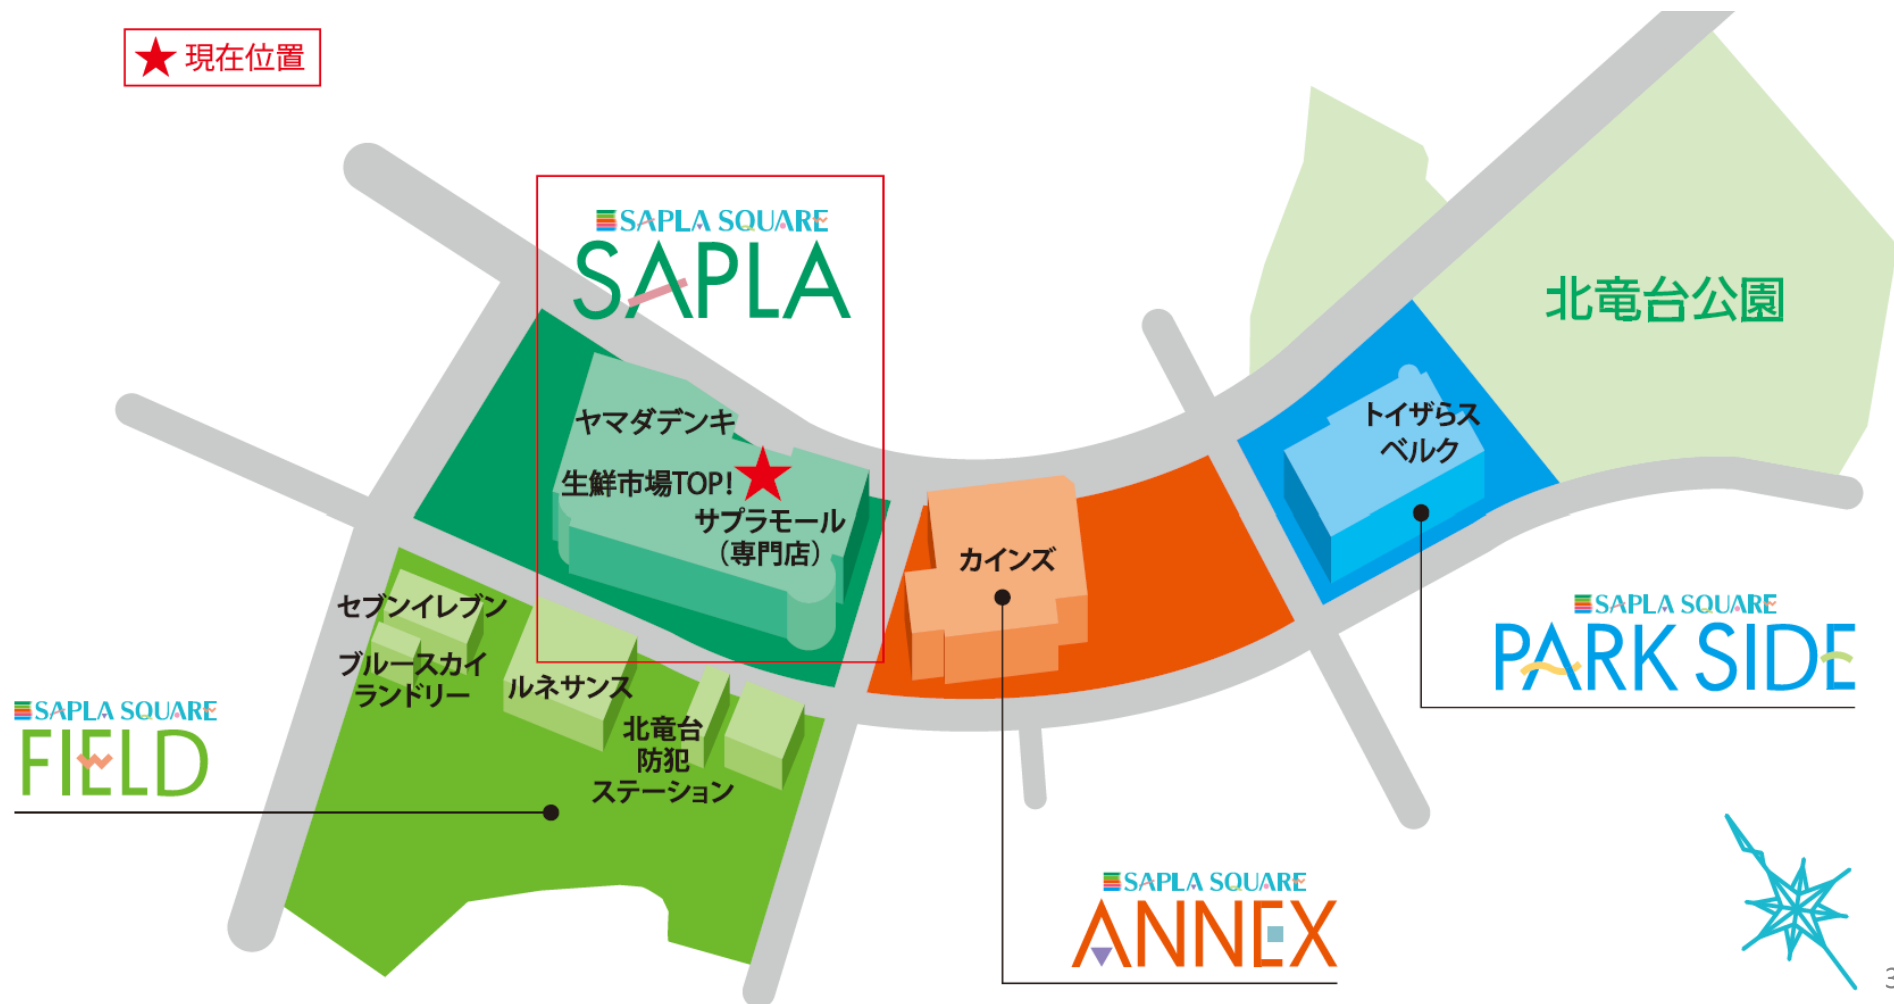 ★ 現在位置
SAPLA SQUARE
SAPLA
北竜台公園
ヤマダデンキ
生鮮市場TOP!
サプラモール
（専門店）
トイザらス
ベルク
カインズ
セブンイレブン
ブルースカイ
ランドリー
ルネサンス
北竜台
防犯
ステーション
SAPLA SQUARE
PARK SIDE
SAPLA SQUARE
FIELD
SAPLA SQUARE
ANNEX
3